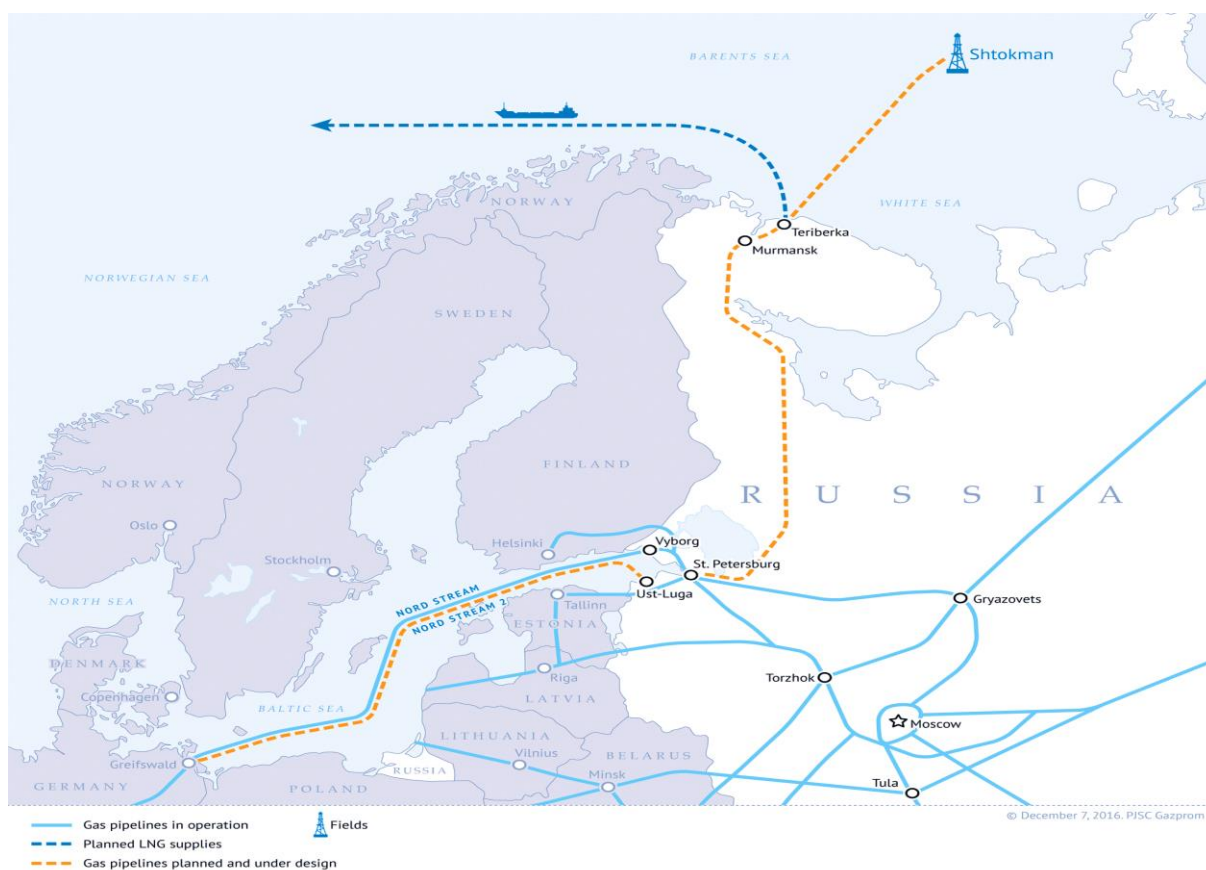 BARENTS SEA
Shtokman
NORWAY
Teriberka
WHITE SEA
Murmansk
NORWEGIAN SEA
SWEDEN
FINLAND
NORWAY
RUSSIA
Oslo
Helsinki
Vyborg
Stockholm
St. Petersburg
NORD STREAM
NORD STREAM 2
Ust-Luga
NORTH SEA
Tallinn
Gryazovets
ESTONIA
DENMARK
Riga
Torzhok
Copenhagen
LATVIA
BALTIC SEA
Moscow
LITHUANIA
Vilnius
BELARUS
Greifswald
RUSSIA
Minsk
GERMANY
POLAND
Tula
© December 7, 2016. PJSC Gazprom
Gas pipelines in operation
Fields
Planned LNG supplies
Gas pipelines planned and under design